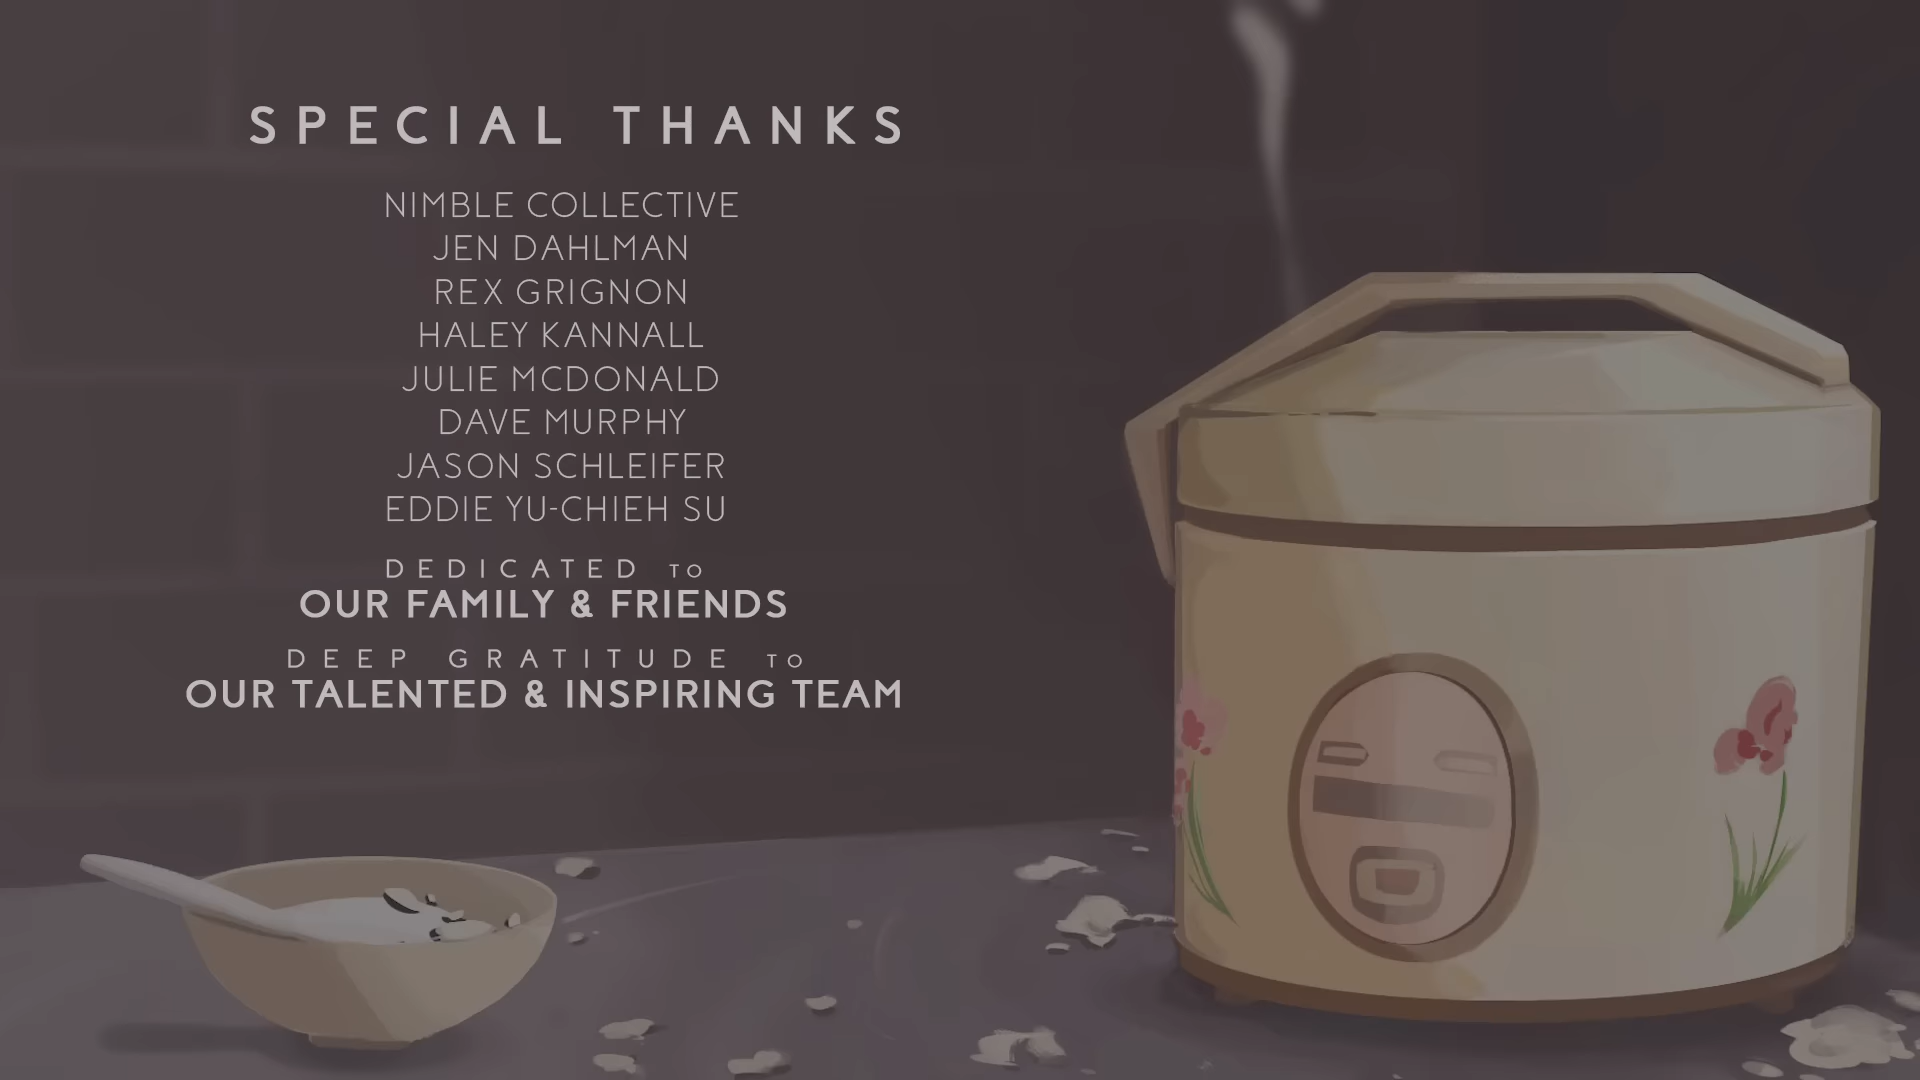 SPECIAL THANKS
NIMBLE COLLECTIVE
JEN DAHLMAN
REX GRIGNON
HALEY KANNALL
JULIE MCDONALD
DAVE MURPHY
JASON SCHLEIFER
EDDIE YU-CHIEH SU
DEDICATED TO
OUR FAMILY & FRIENDS
DEEP GRATITUDE TO
OUR TALENTED & INSPIRING TEAM